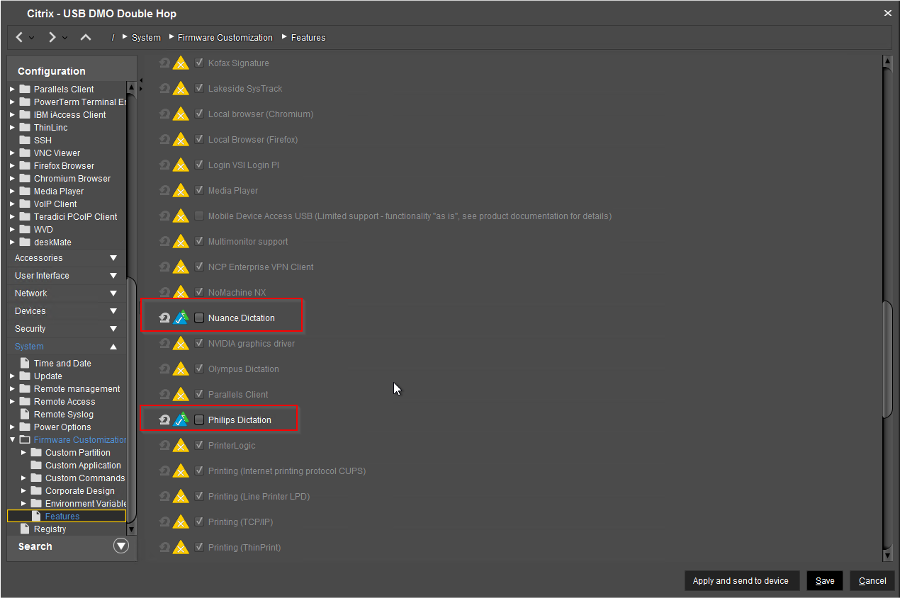 Citrix - USB DMO Double Hop
/ System Firmware Customization Features
Configuration
Parallels Client
PowerTerm Terminal E
IBM iAccess Client
ThinLinc
SSH
VNC Viewer
Firefox Browser
Chromium Browser
Media Player
VoIP Client
Teradici PCoIP Client
WVD
deskMate
Accessories
User Interface
Network
Devices
Security
System
Time and Date
Update
Remote management
Remote Access
Remote Syslog
Power Options
Firmware Customization
Custom Partition
Custom Application
Custom Commands
Corporate Design
Environment Variable
Features
Registry
Search
Kofax Signature
Lakeside SysTrack
Local browser (Chromium)
Local Browser (Firefox)
Login VSI Login PI
Media Player
Mobile Device Access USB (Limited support - functionality "as is", see product documentation for details)
Multimonitor support
NCP Enterprise VPN Client
NoMachine NX
Nuance Dictation
NVIDIA graphics driver
Olympus Dictation
Parallels Client
Philips Dictation
PrinterLogic
Printing (Internet printing protocol CUPS)
Printing (Line Printer LPD)
Printing (TCP/IP)
Printing (ThinPrint)
Apply and send to device
Save
Cancel